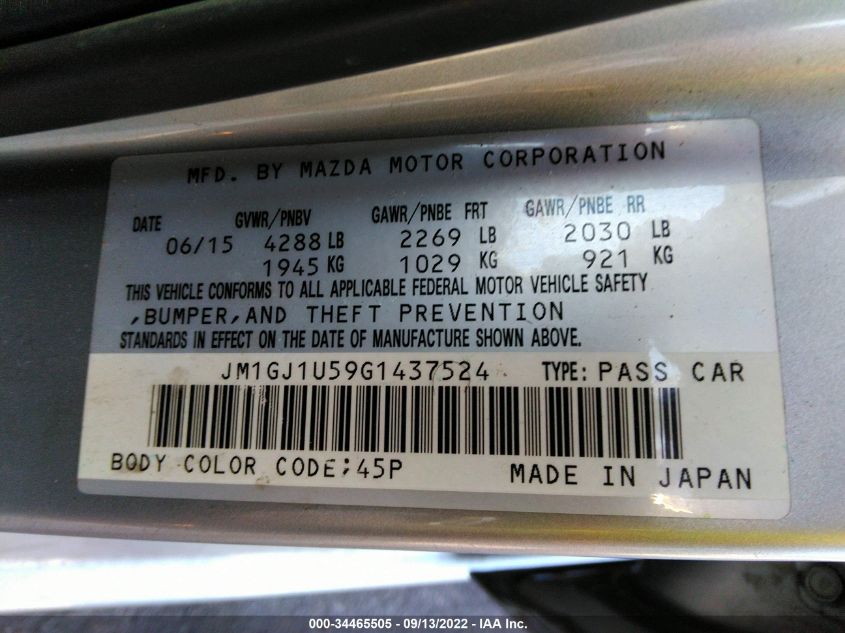 MFD. BY MAZDA MOTOR CORPORATION
DATE GVWR/PNBV GAWR/PNBE FRT GAWR/PNBE RR
06/15 4288 LB 2269 LB 2030 LB
1945 KG 1029 KG 921 KG
THIS VEHICLE CONFORMS TO ALL APPLICABLE FEDERAL MOTOR VEHICLE SAFETY
,BUMPER,AND THEFT PREVENTION
STANDARDS IN EFFECT ON THE DATE OF MANUFACTURE SHOWN ABOVE.
JM1GJ1U59G1437524 TYPE: PASS CAR
BODY COLOR CODE;45P MADE IN JAPAN
000-34465505 - 09/13/2022 - IAA Inc.